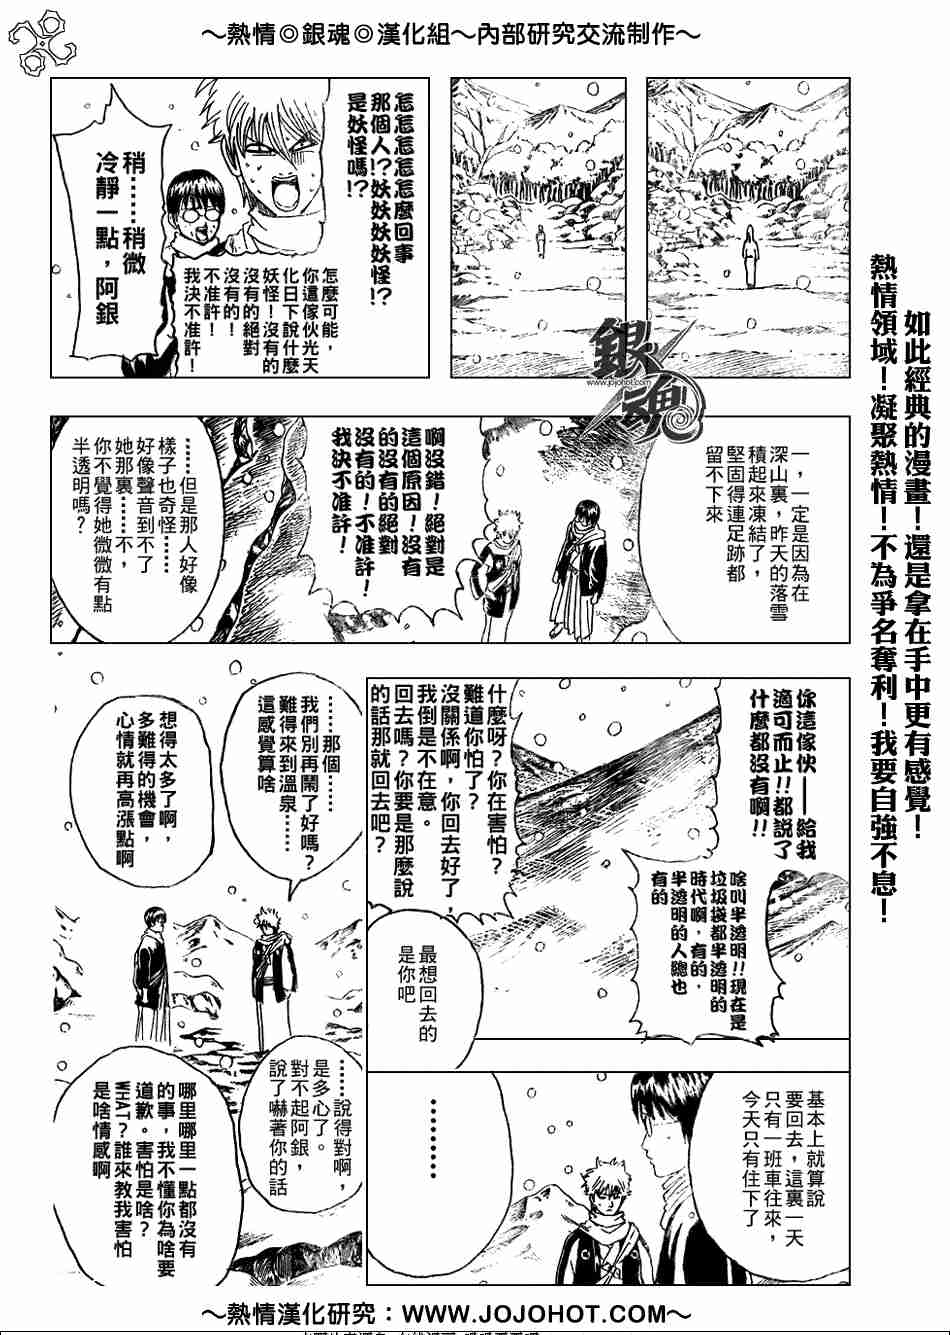 ～熱情◎銀魂◎漢化組～內部研究交流制作～
如此經典的漫畫！還是拿在手中更有感覺！
熱情領域！凝聚熱情！不為爭名奪利！我要自強不息！
怎怎怎怎怎麼回事
那個人!?妖妖妖妖怪!?
是妖怪嗎!?
怎麼可能，
你這傢伙光天
化日下說什麼
妖怪！沒有的
沒有的絕對
沒有的！
不准許！
我決不准許！
稍……稍微
冷靜一點，阿銀
銀魂
www.jojohot.com
一，一定是因為在
深山裏，昨天的落雪
積起來凍結了，
堅固得連足跡都
留不下來
啊沒錯！絕對是
這個原因！沒有
的沒有的絕對
沒有的！不准許！
我決不准許！
……但是那人好像
樣子也奇怪……
好像聲音到不了
她那裏……不，
你不覺得她微微有點
半透明嗎？
你這傢伙——給我
適可而止!!都說了
什麼都沒有啊!!
啥叫半透明!!現在是
垃圾袋都半透明的
時代啊，有的，
半透明的人總也
有的
什麼呀？你在害怕？
難道你怕了？
沒關係啊，你回去好了，
我倒是不在意。
回去嗎？你要是那麼說
的話那就回去吧？
最想回去的
是你吧
基本上就算說
要回去，這裏一天
只有一班車往來，
今天只有住下了
………
………那個……
我們別再鬧了好嗎？
難得來到溫泉……
這感覺算啥
想得太多了啊，
多難得的機會，
心情就再高漲點啊
……說得對啊，
是多心了。
對不起阿銀，
說了嚇著你的話
哪里哪里一點都沒有
的事，我不懂你為啥要
道歉。害怕是啥？
WHAT？誰來教我害怕
是啥情感啊
～熱情漢化研究：WWW.JOJOHOT.COM～